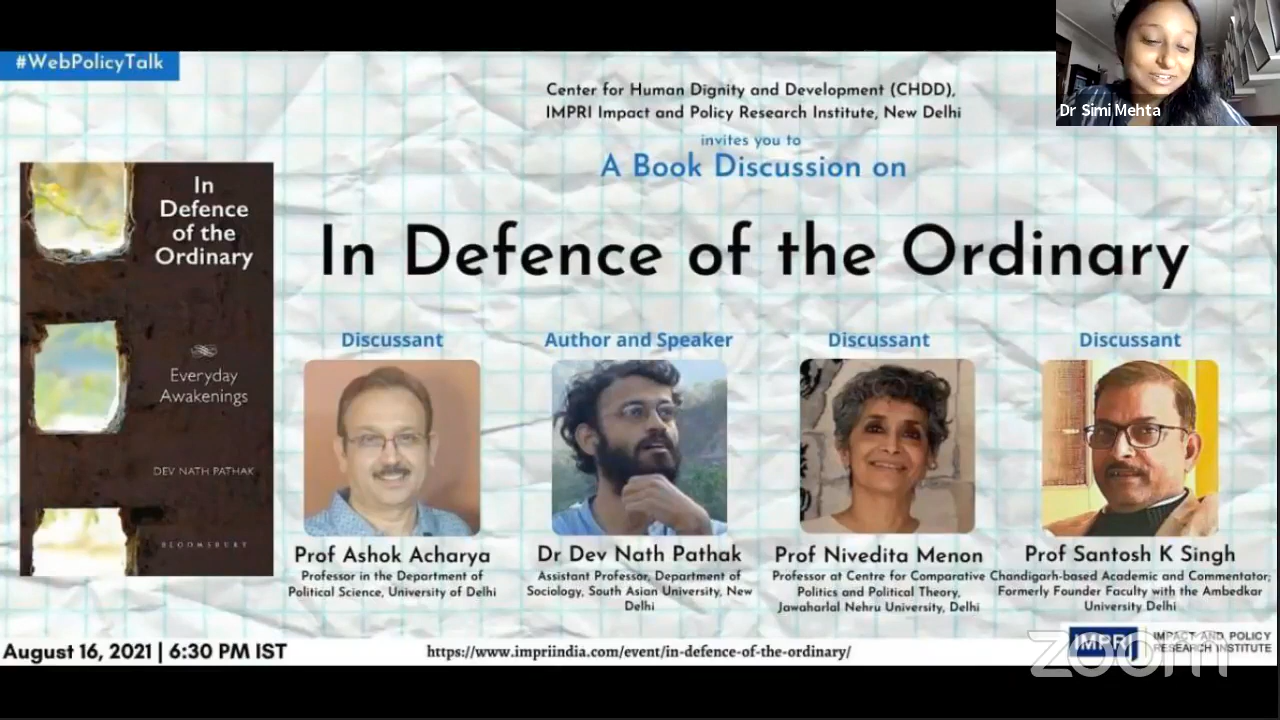 #WebPolicyTalk
Dr Simi Mehta
Center for Human Dignity and Development (CHDD),
IMPRI Impact and Policy Research Institute, New Delhi
invites you to
A Book Discussion on
In Defence of the Ordinary
In
Defence
of the
Ordinary
Everyday
Awakenings
DEV NATH PATHAK
BLOOMSBURY
Discussant
Prof Ashok Acharya
Professor in the Department of
Political Science, University of Delhi
Author and Speaker
Dr Dev Nath Pathak
Assistant Professor, Department of
Sociology, South Asian University, New
Delhi
Discussant
Prof Nivedita Menon
Professor at Centre for Comparative
Politics and Political Theory,
Jawaharlal Nehru University, Delhi
Discussant
Prof Santosh K Singh
Chandigarh-based Academic and Commentator;
Formerly Founder Faculty with the Ambedkar
University Delhi
August 16, 2021 | 6:30 PM IST
https://www.impriindia.com/event/in-defence-of-the-ordinary/
IMPRI
IMPACT AND POLICY
RESEARCH INSTITUTE
zoom